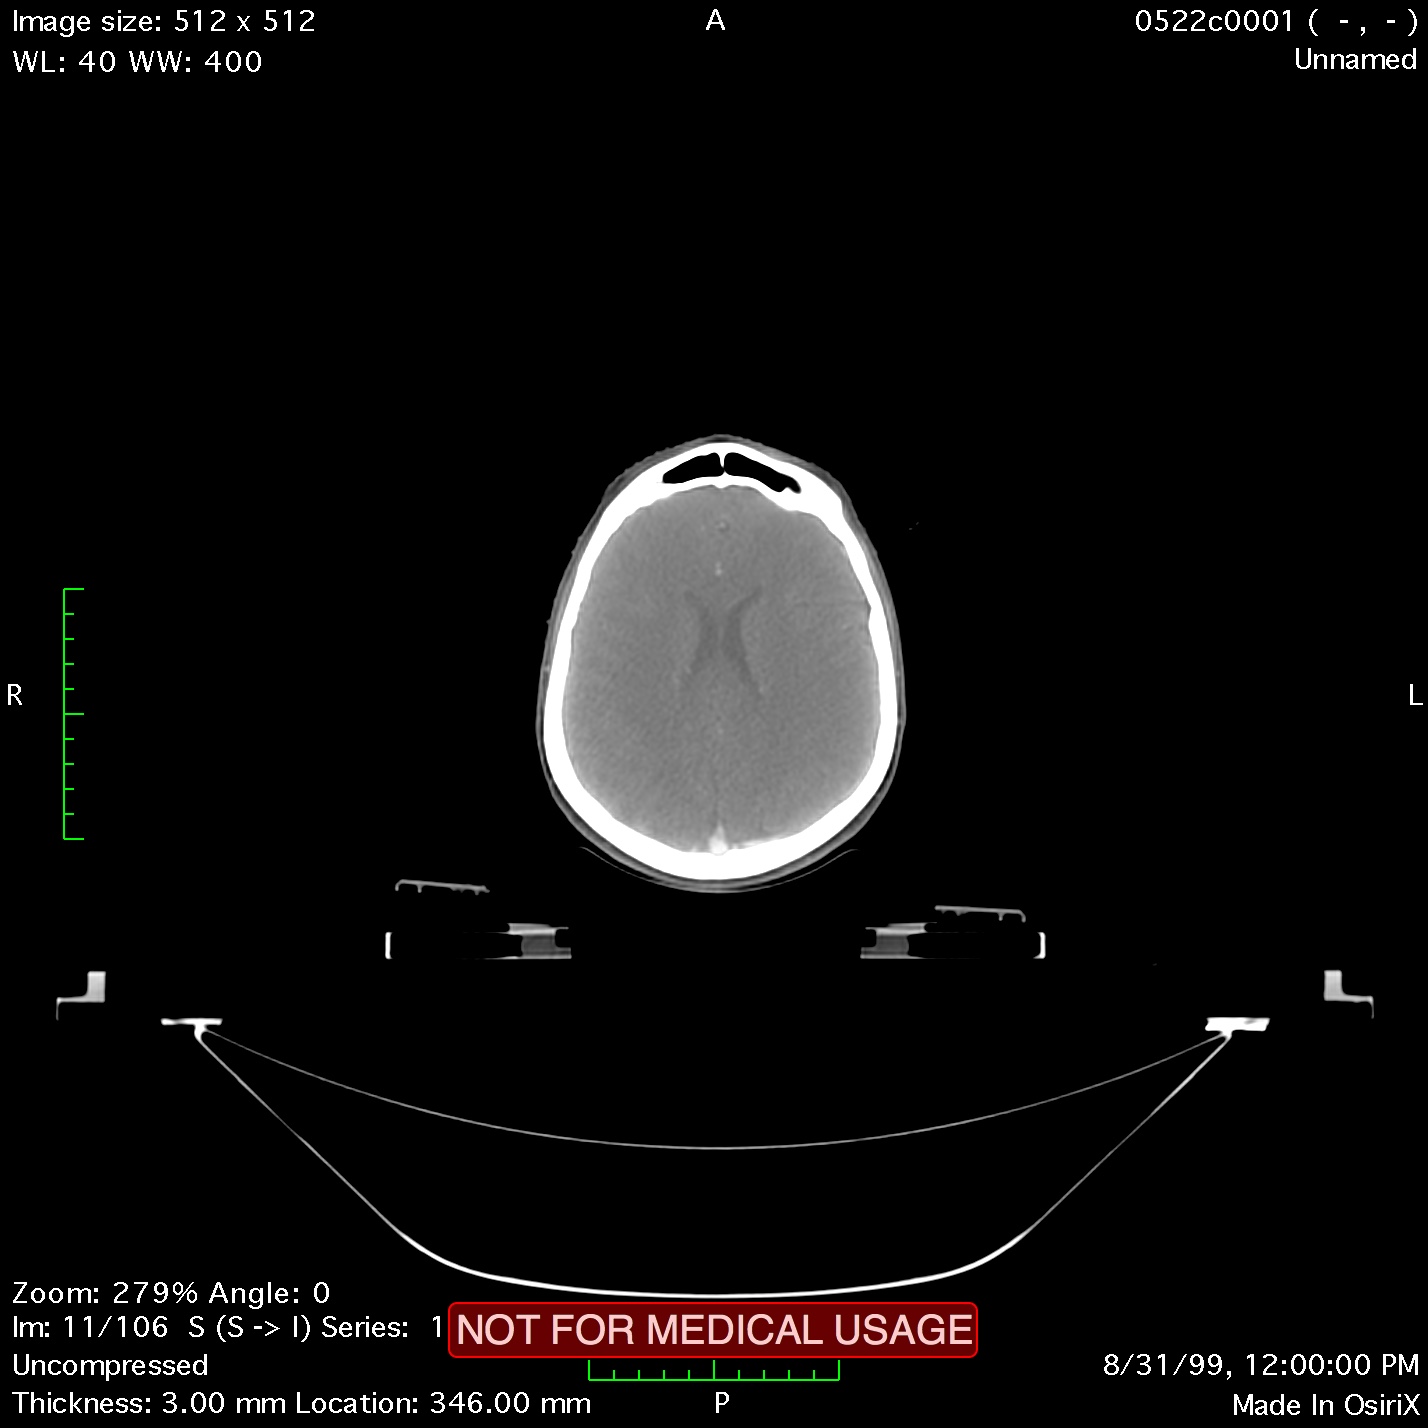 Image size: 512 x 512
WL: 40 WW: 400
A
0522c0001 ( - , - )
Unnamed
R
L
Zoom: 279% Angle: 0
Im: 11/106 S (S -> I) Series: 1
Uncompressed
Thickness: 3.00 mm Location: 346.00 mm
NOT FOR MEDICAL USAGE
P
8/31/99, 12:00:00 PM
Made In OsiriX